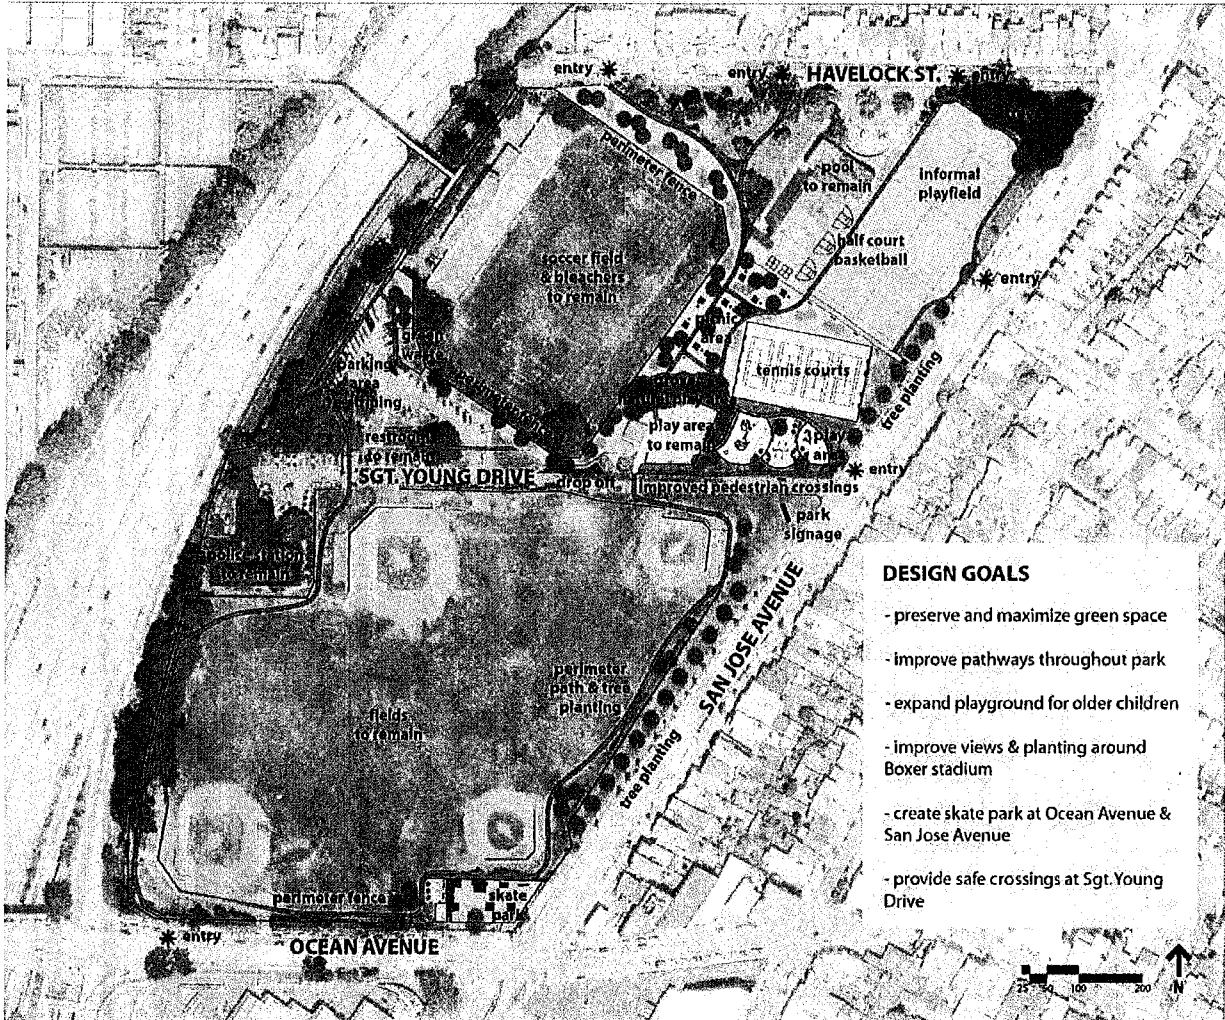 entry
entry
HAVELOCK ST.
entry
perimeter fence
pool
to remain
informal
playfield
half court
basketball
soccer field
& bleachers
to remain
entry
picnic
area
green
waste
parking
area
tennis courts
tree planting
perimeter fence
play area
to remain
play
area
restroom
to remain
SGT. YOUNG DRIVE
drop off
improved pedestrian crossings
entry
park
signage
police station
to remain
perimeter
path & tree
planting
SAN JOSE AVENUE
fields
to remain
tree planting
perimeter fence
skate
park
entry
OCEAN AVENUE
DESIGN GOALS
- preserve and maximize green space
- improve pathways throughout park
- expand playground for older children
- improve views & planting around
Boxer stadium
- create skate park at Ocean Avenue &
San Jose Avenue
- provide safe crossings at Sgt. Young
Drive
25 50 100 200
N